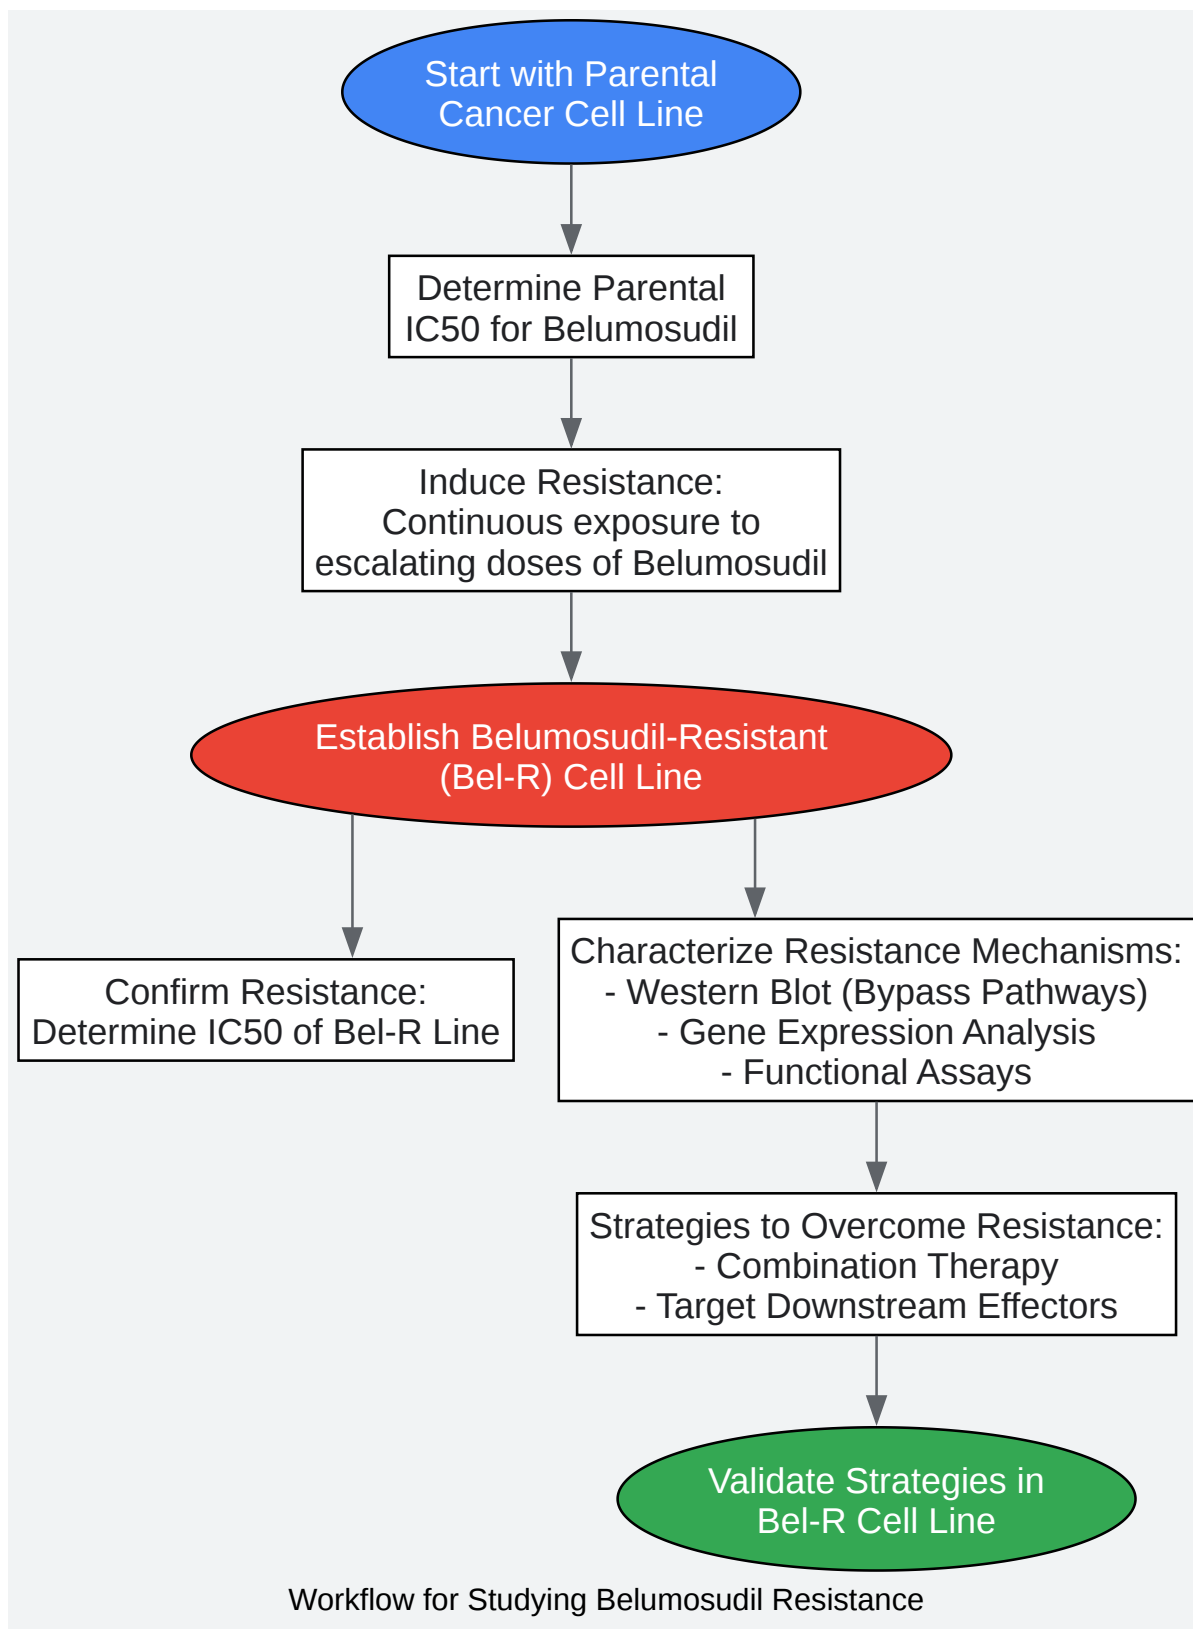 Start with Parental
Cancer Cell Line
Determine Parental
IC50 for Belumosudil
Induce Resistance:
Continuous exposure to
escalating doses of Belumosudil
Establish Belumosudil-Resistant
(Bel-R) Cell Line
Confirm Resistance:
Determine IC50 of Bel-R Line
Characterize Resistance Mechanisms:
- Western Blot (Bypass Pathways)
- Gene Expression Analysis
- Functional Assays
Strategies to Overcome Resistance:
- Combination Therapy
- Target Downstream Effectors
Validate Strategies in
Bel-R Cell Line
Workflow for Studying Belumosudil Resistance